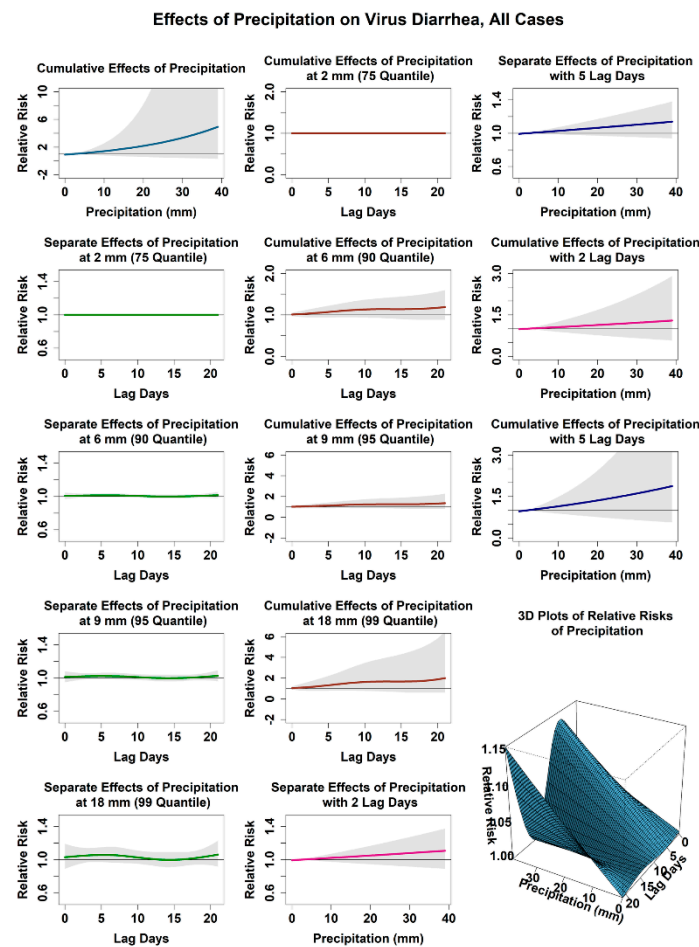 Effects of Precipitation on Virus Diarrhea, All Cases
Cumulative Effects of Precipitation
Relative Risk
10
6
2
-2
0
10
20
30
40
Precipitation (mm)
Cumulative Effects of Precipitation
at 2 mm (75 Quantile)
Relative Risk
2.0
1.0
0.0
0
5
10
15
20
Lag Days
Separate Effects of Precipitation
with 5 Lag Days
Relative Risk
1.4
1.0
0.6
0
10
20
30
40
Precipitation (mm)
Separate Effects of Precipitation
at 2 mm (75 Quantile)
Relative Risk
1.4
1.0
0.6
0
5
10
15
20
Lag Days
Cumulative Effects of Precipitation
at 6 mm (90 Quantile)
Relative Risk
2.0
1.0
0.0
0
5
10
15
20
Lag Days
Cumulative Effects of Precipitation
with 2 Lag Days
Relative Risk
3.0
1.5
0.0
0
10
20
30
40
Precipitation (mm)
Separate Effects of Precipitation
at 6 mm (90 Quantile)
Relative Risk
1.4
1.0
0.6
0
5
10
15
20
Lag Days
Cumulative Effects of Precipitation
at 9 mm (95 Quantile)
Relative Risk
6
4
2
0
-2
0
5
10
15
20
Lag Days
Cumulative Effects of Precipitation
with 5 Lag Days
Relative Risk
3.0
1.0
0.0
0
10
20
30
40
Precipitation (mm)
Separate Effects of Precipitation
at 9 mm (95 Quantile)
Relative Risk
1.4
1.0
0.6
0
5
10
15
20
Lag Days
Cumulative Effects of Precipitation
at 18 mm (99 Quantile)
Relative Risk
6
4
2
0
-2
0
5
10
15
20
Lag Days
3D Plots of Relative Risks
of Precipitation
Relative Risk
1.15
1.10
1.05
1.00
30
20
10
0
Precipitation (mm)
20
15
10
5
0
Lag Days
Separate Effects of Precipitation
at 18 mm (99 Quantile)
Relative Risk
1.4
1.0
0.6
0
5
10
15
20
Lag Days
Separate Effects of Precipitation
with 2 Lag Days
Relative Risk
1.4
1.0
0.6
0
10
20
30
40
Precipitation (mm)